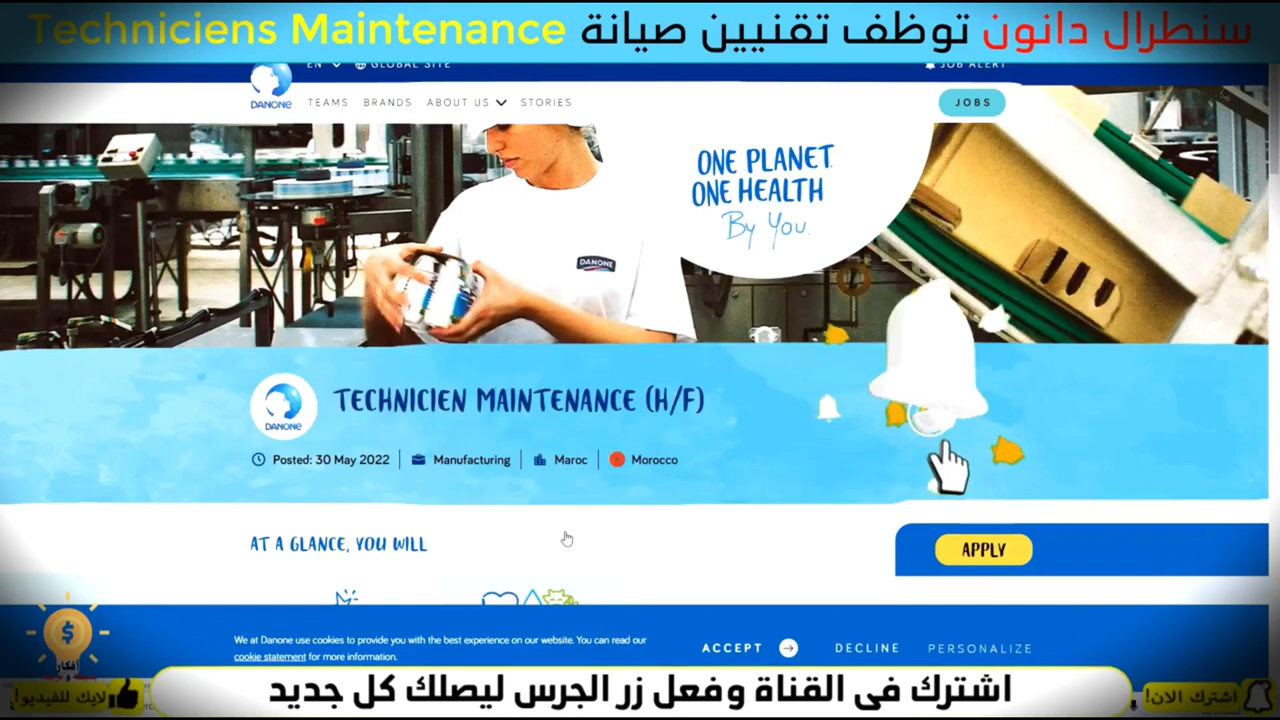 سنطرال دانون توظف تقنيين صيانة Techniciens Maintenance
EN GLOBAL SITE JOB ALERT
DANONE TEAMS BRANDS ABOUT US STORIES JOBS
ONE PLANET.
ONE HEALTH
By You.
DANONE
DANONE
TECHNICIEN MAINTENANCE (H/F)
Posted: 30 May 2022 Manufacturing Maroc Morocco
AT A GLANCE, YOU WILL
APPLY
We at Danone use cookies to provide you with the best experience on our website. You can read our
cookie statement for more information.
ACCEPT DECLINE PERSONALIZE
$
أفكار
لايك للفيديو!
اشترك في القناة وفعل زر الجرس ليصلك كل جديد
اشترك الان!